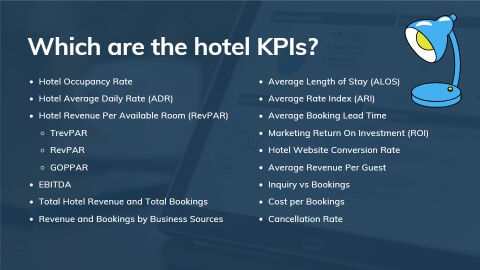 Which are the hotel KPIs?
Hotel Occupancy Rate
Hotel Average Daily Rate (ADR)
Hotel Revenue Per Available Room (RevPAR)
TrevPAR
RevPAR
GOPPAR
EBITDA
Total Hotel Revenue and Total Bookings
Revenue and Bookings by Business Sources
Average Length of Stay (ALOS)
Average Rate Index (ARI)
Average Booking Lead Time
Marketing Return On Investment (ROI)
Hotel Website Conversion Rate
Average Revenue Per Guest
Inquiry vs Bookings
Cost per Bookings
Cancellation Rate